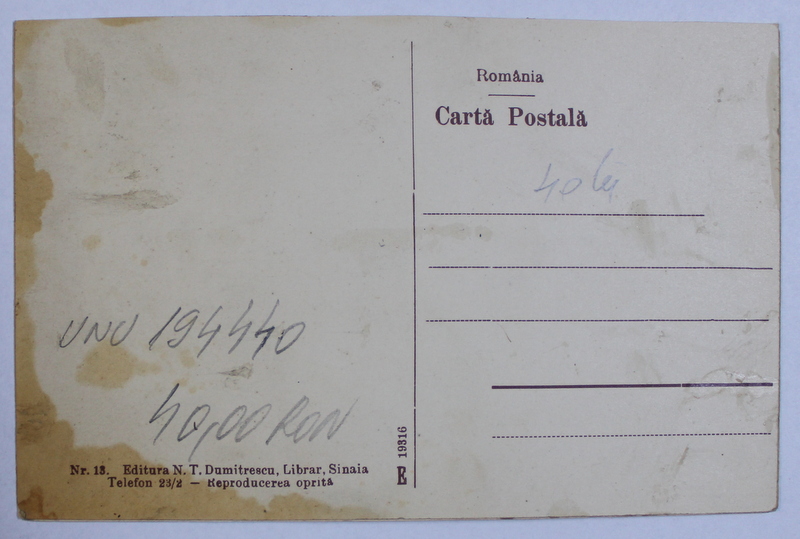 România
Cartă Postală
40 lei
UNU 194440
40,00 RON
19316
E
Nr. 13. Editura N. T. Dumitrescu, Librar, Sinaia
Telefon 23/2 — Reproducerea oprită